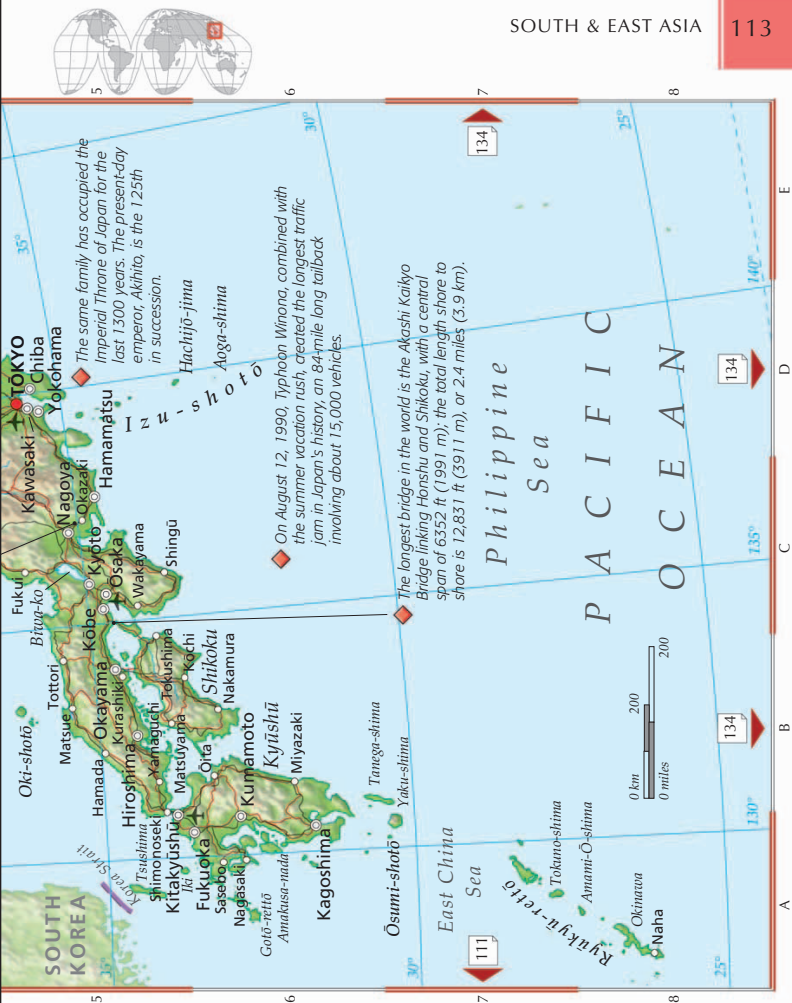 SOUTH & EAST ASIA
113
5
6
7
8
35°
30°
25°
134
E
The same family has occupied the
Imperial Throne of Japan for the
last 1300 years. The present-day
emperor, Akihito, is the 125th
in succession.
On August 12, 1990, Typhoon Winona, combined with
the summer vacation rush, created the longest traffic
jam in Japan's history, an 84-mile long tailback
involving about 15,000 vehicles.
The longest bridge in the world is the Akashi Kaikyo
Bridge linking Honshu and Shikoku, with a central
span of 6352 ft (1991 m); the total length shore to
shore is 12,831 ft (3911 m), or 2.4 miles (3.9 km).
TOKYO
Chiba
Yokohama
Kawasaki
Nagoya
Okazaki
Hamamatsu
Izu-shotō
Hachijō-jima
Aoga-shima
Fukui
Biwa-ko
Kyōto
Ōsaka
Kōbe
Wakayama
Shingū
Oki-shotō
Tottori
Matsue
Okayama
Kurashiki
Hamada
Hiroshima
Yamaguchi
Tokushima
Kōchi
Shikoku
Nakamura
Matsuyama
Ōita
Korea Strait
SOUTH
KOREA
Tsushima
Shimonoseki
Kitakyūshū
Iki
Fukuoka
Sasebo
Nagasaki
Gotō-rettō
Amakusa-nada
Kumamoto
Kyūshū
Miyazaki
Kagoshima
Tanega-shima
Yaku-shima
Ōsumi-shotō
East China
Sea
Philippine
Sea
PACIFIC
OCEAN
Tokuno-shima
Amami-Ō-shima
Ryūkyū-rettō
Okinawa
Naha
0 km
200
0 miles
200
140°
135°
130°
35°
30°
25°
134
134
111
D
C
B
A
5
6
7
8